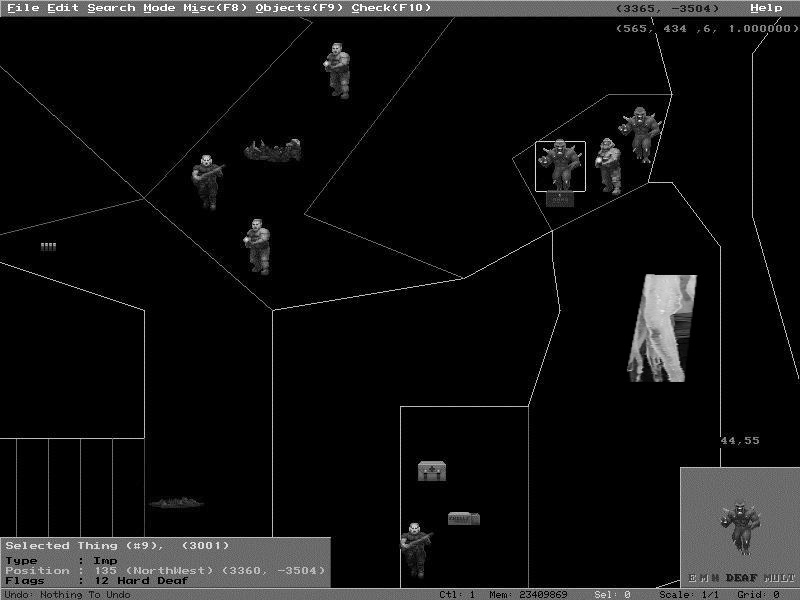 File Edit Search Mode Misc(F8) Objects(F9) Check(F10) (3365, -3504) Help
(565, 434 ,6, 1.000000)
44,55
Selected Thing (#9), (3001)
Type : Imp
Position : 135 (NorthWest) (3360, -3504)
Flags : 12 Hard Deaf
E M H DEAF MULT
Undo: Nothing To Undo Ctl: 1 Mem: 23409869 Sel: 0 Scale: 1/1 Grid: 0